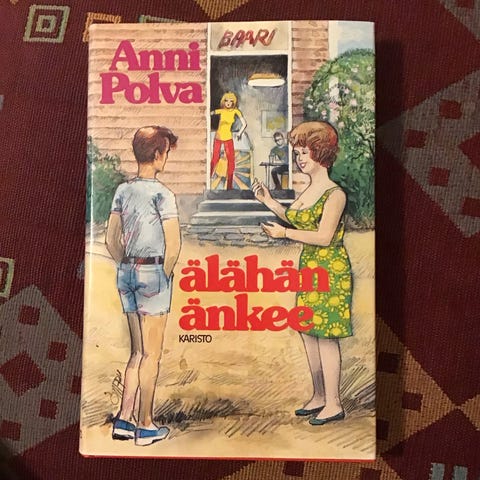 BAARI
Anni
Polva
älähän
änkee
KARISTO